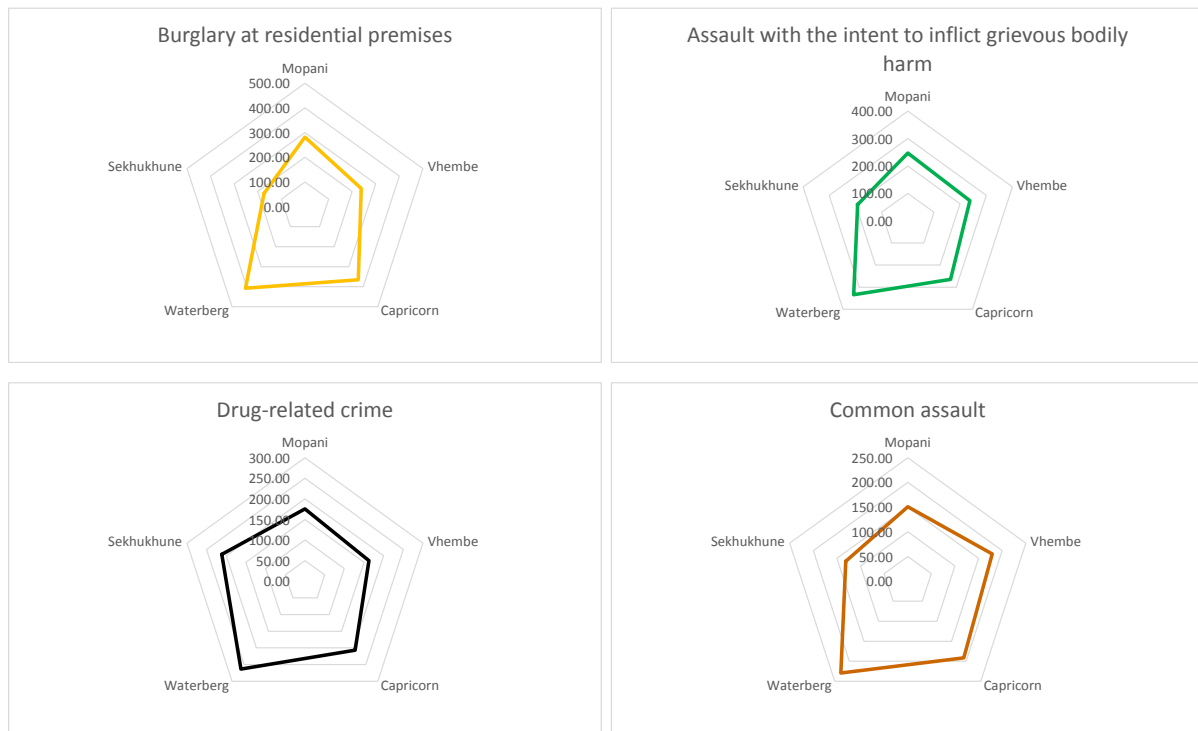 Burglary at residential premises
Mopani
500.00
400.00
300.00
200.00
100.00
0.00
Sekhukhune
Vhembe
Waterberg
Capricorn
Assault with the intent to inflict grievous bodily
harm
Mopani
400.00
300.00
200.00
100.00
0.00
Sekhukhune
Vhembe
Waterberg
Capricorn
Drug-related crime
Mopani
300.00
250.00
200.00
150.00
100.00
50.00
0.00
Sekhukhune
Vhembe
Waterberg
Capricorn
Common assault
Mopani
250.00
200.00
150.00
100.00
50.00
0.00
Sekhukhune
Vhembe
Waterberg
Capricorn